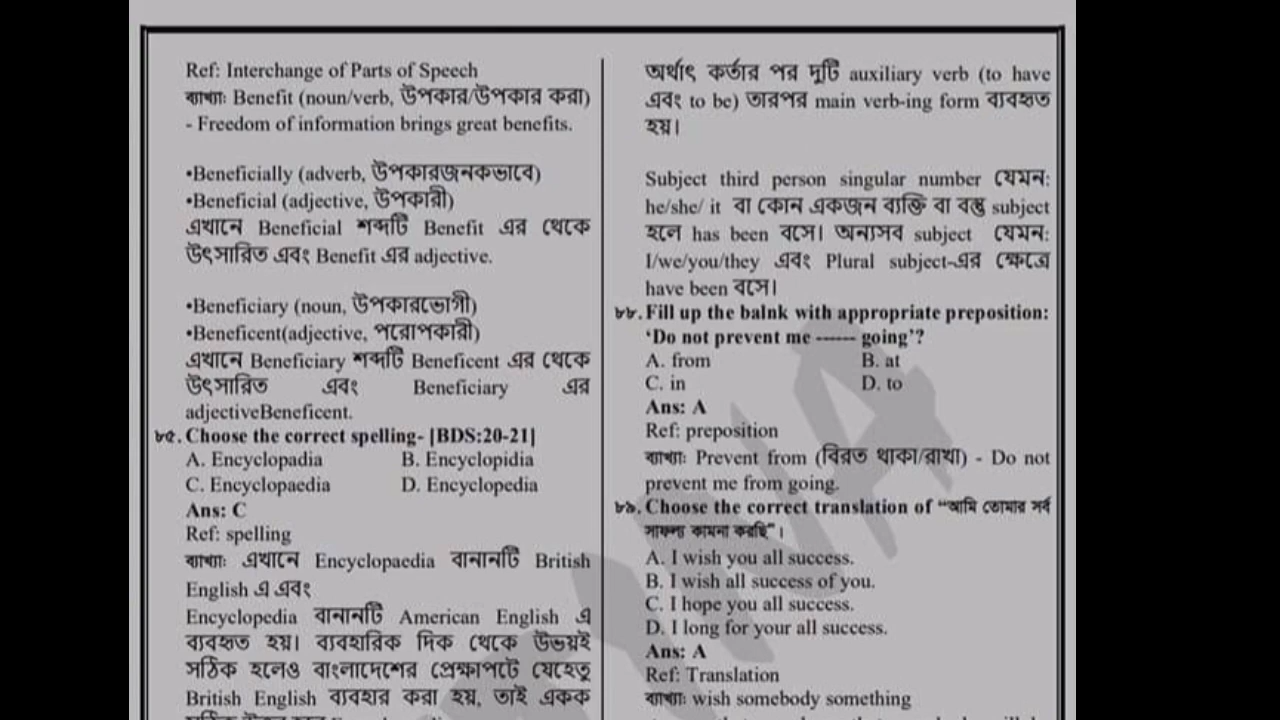 Ref: Interchange of Parts of Speech
ব্যাখ্যা: Benefit (noun/verb, উপকার/উপকার করা)
- Freedom of information brings great benefits.
•Beneficially (adverb, উপকারজনকভাবে)
•Beneficial (adjective, উপকারী)
এখানে Beneficial শব্দটি Benefit এর থেকে
উৎসারিত এবং Benefit এর adjective.
•Beneficiary (noun, উপকারভোগী)
•Beneficent(adjective, পরোপকারী)
এখানে Beneficiary শব্দটি Beneficent এর থেকে
উৎসারিত এবং Beneficiary এর
adjectiveBeneficent.
৮৫. Choose the correct spelling- [BDS:20-21]
A. Encyclopadia B. Encyclopidia
C. Encyclopaedia D. Encyclopedia
Ans: C
Ref: spelling
ব্যাখ্যা: এখানে Encyclopaedia বানানটি British
English এ এবং
Encyclopedia বানানটি American English এ
ব্যবহৃত হয়। ব্যবহারিক দিক থেকে উভয়ই
সঠিক হলেও বাংলাদেশের প্রেক্ষাপটে যেহেতু
British English ব্যবহার করা হয়, তাই একক
অর্থাৎ কর্তার পর দুটি auxiliary verb (to have
এবং to be) তারপর main verb-ing form ব্যবহৃত
হয়।
Subject third person singular number যেমন:
he/she/ it বা কোন একজন ব্যক্তি বা বস্তু subject
হলে has been বসে। অন্যসব subject যেমন:
I/we/you/they এবং Plural subject-এর ক্ষেত্রে
have been বসে।
৮৮. Fill up the balnk with appropriate preposition:
‘Do not prevent me ------ going’?
A. from B. at
C. in D. to
Ans: A
Ref: preposition
ব্যাখ্যা: Prevent from (বিরত থাকা/রাখা) - Do not
prevent me from going.
৮৯. Choose the correct translation of “আমি তোমার সর্ব
সাফল্য কামনা করছি”।
A. I wish you all success.
B. I wish all success of you.
C. I hope you all success.
D. I long for your all success.
Ans: A
Ref: Translation
ব্যাখ্যা: wish somebody something